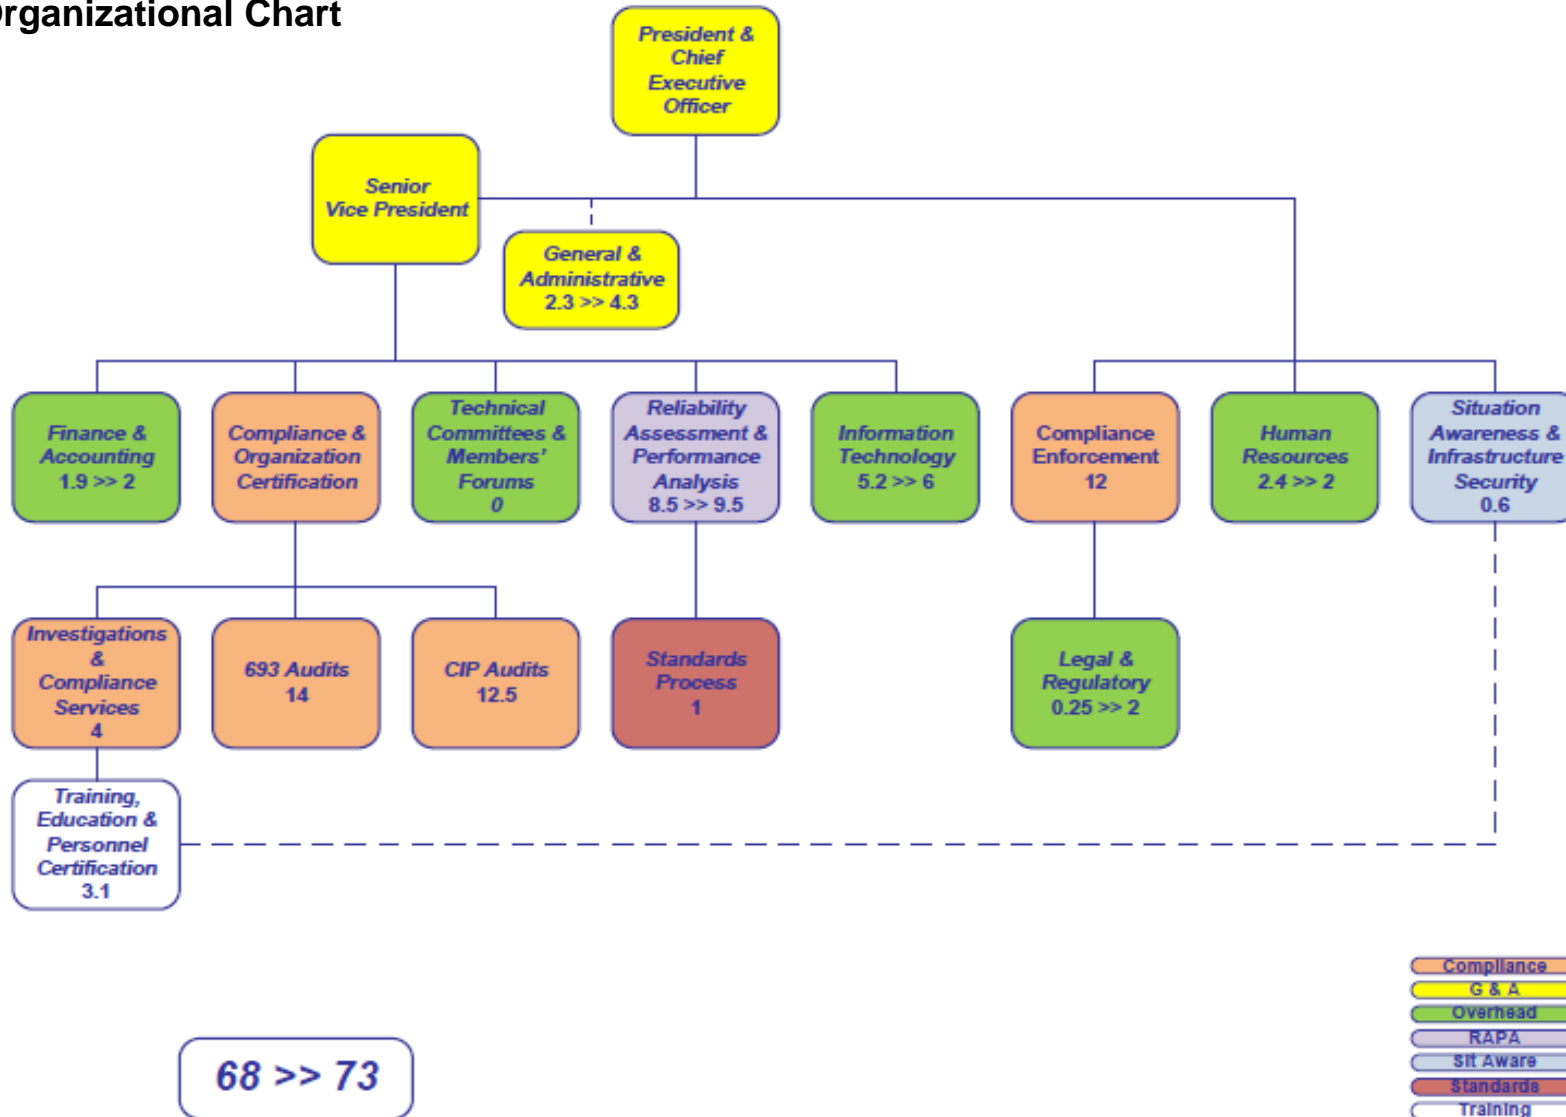 Organizational Chart
President &
Chief
Executive
Officer
Senior
Vice President
General &
Administrative
2.3 >> 4.3
Finance &
Accounting
1.9 >> 2
Compliance &
Organization
Certification
Technical
Committees &
Members'
Forums
0
Reliability
Assessment &
Performance
Analysis
8.5 >> 9.5
Information
Technology
5.2 >> 6
Compliance
Enforcement
12
Human
Resources
2.4 >> 2
Situation
Awareness &
Infrastructure
Security
0.6
Investigations
&
Compliance
Services
4
693 Audits
14
CIP Audits
12.5
Standards
Process
1
Legal &
Regulatory
0.25 >> 2
Training,
Education &
Personnel
Certification
3.1
68 >> 73
Compliance
G & A
Overhead
RAPA
Sit Aware
Standards
Training